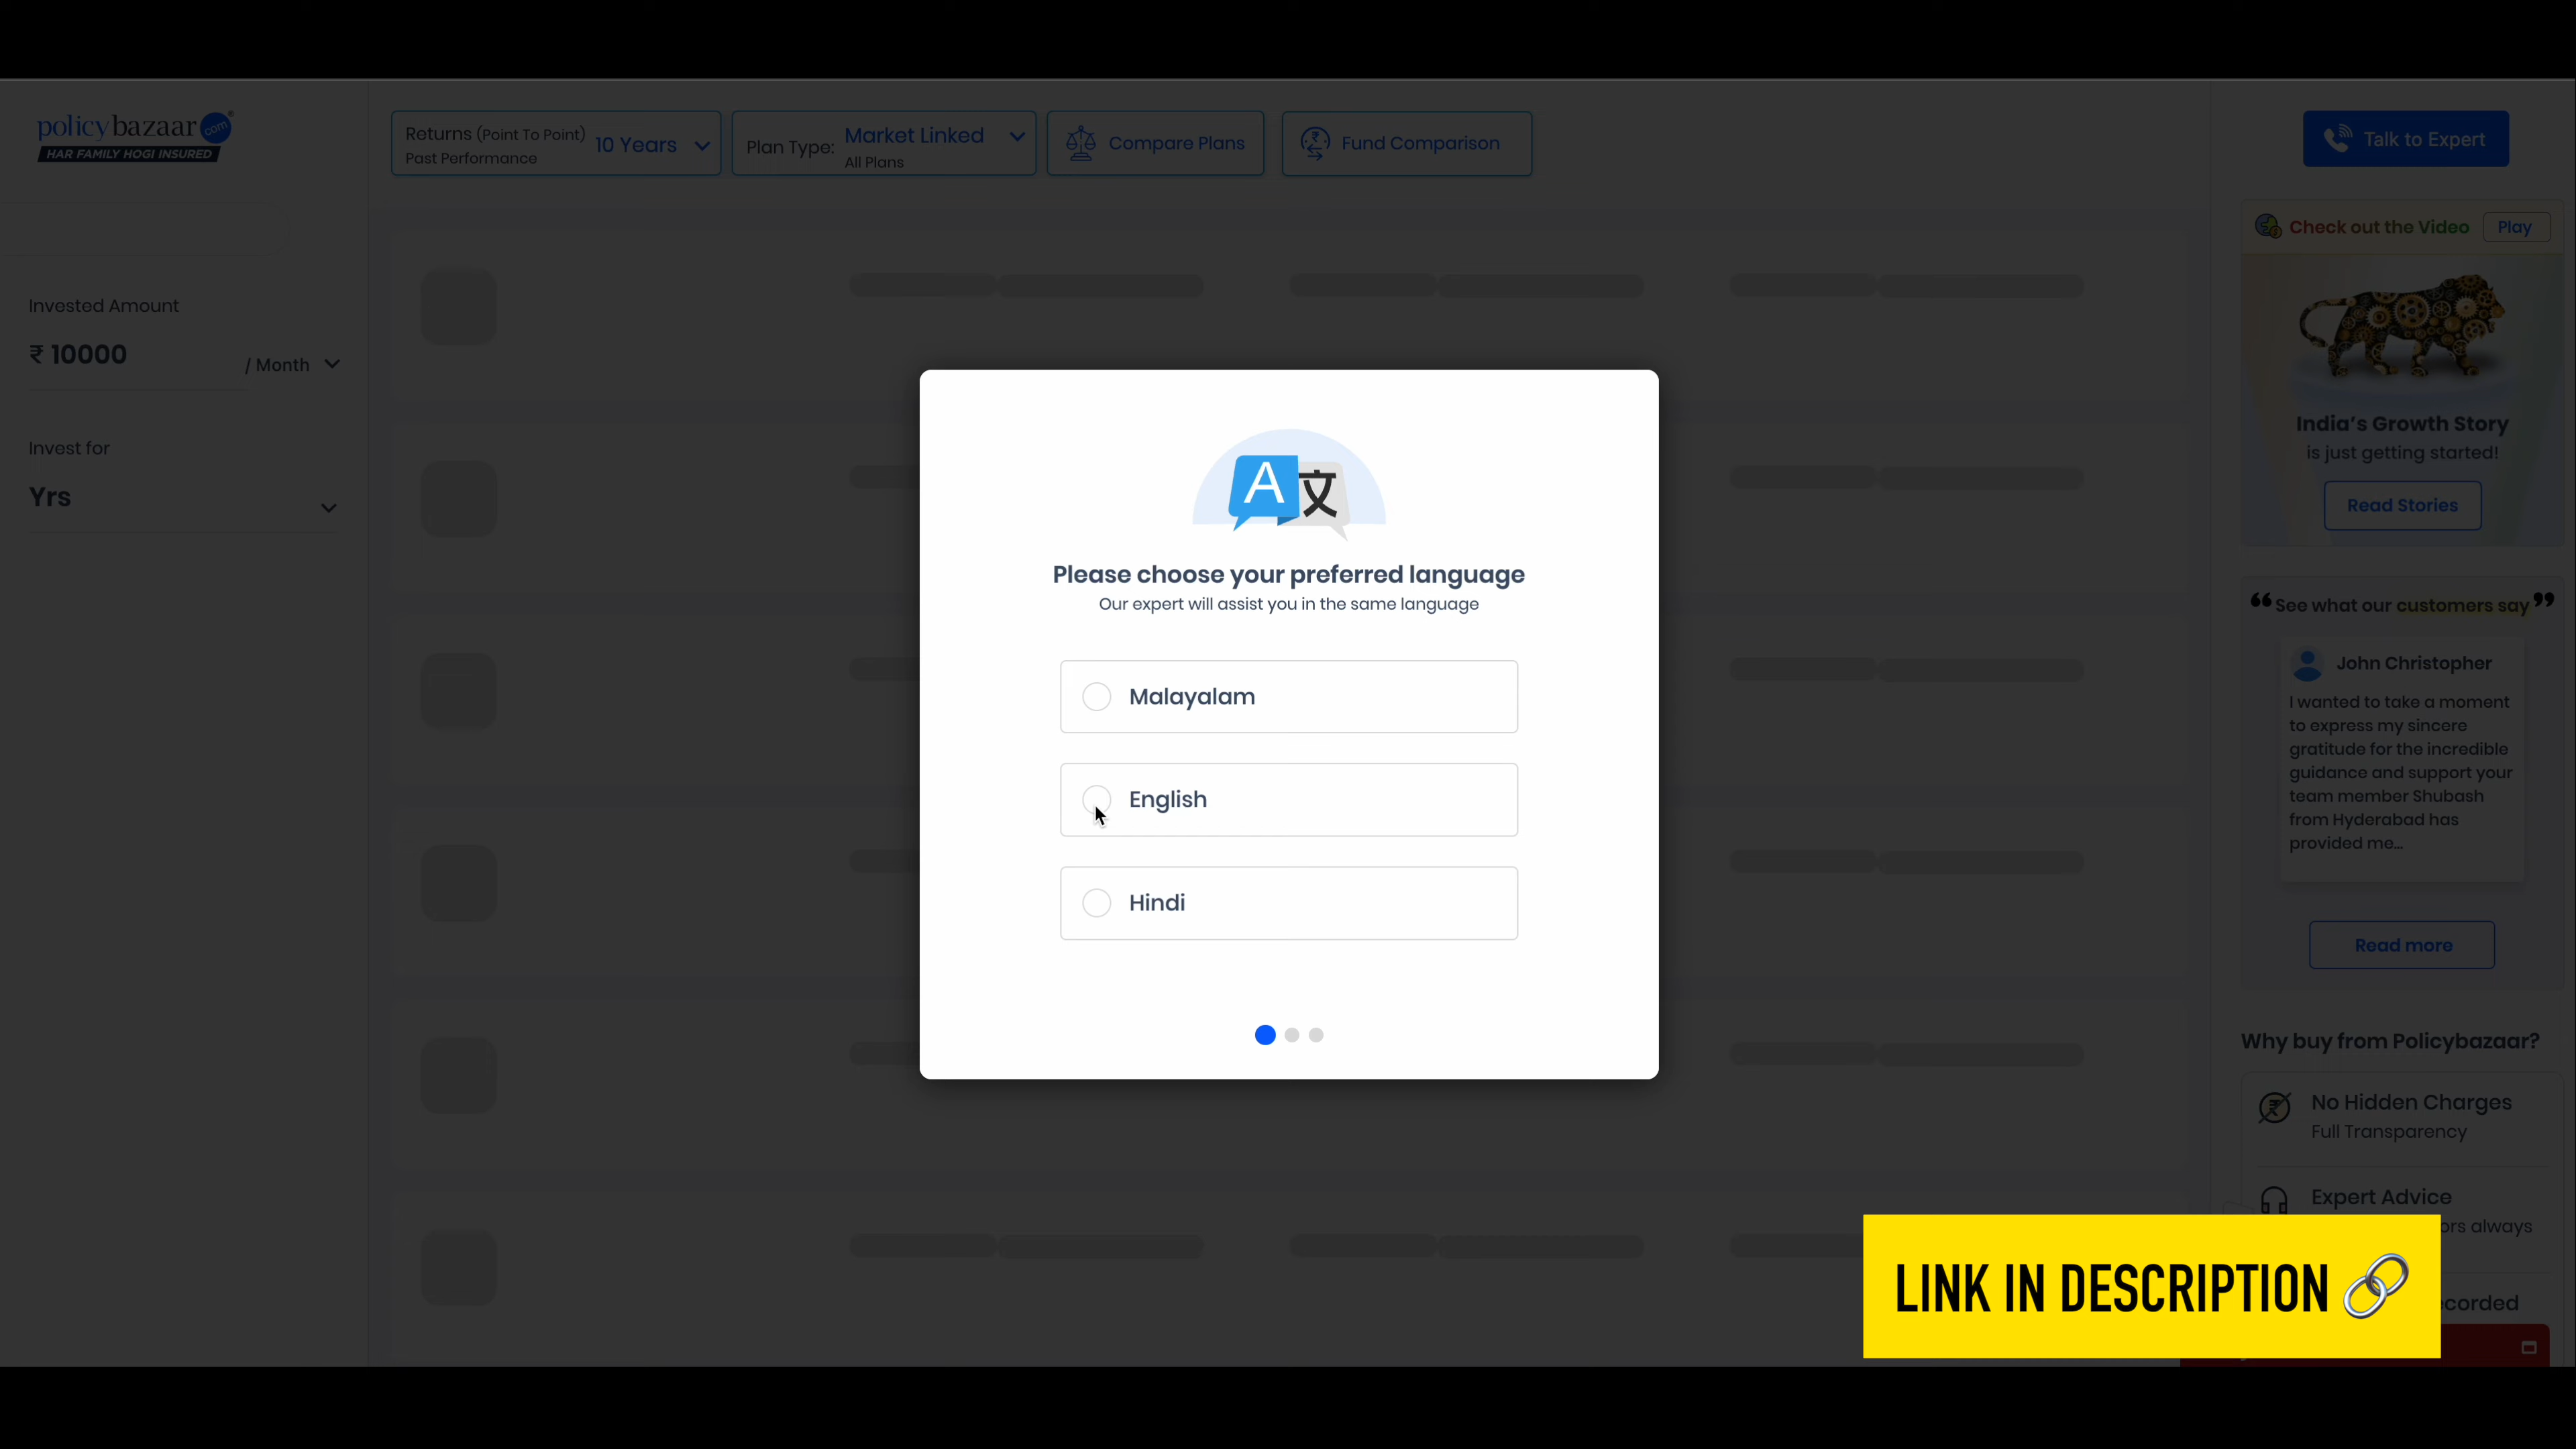 policybazaar.com
HAR FAMILY HOGI INSURED
Returns (Point To Point)
Past Performance
10 Years
Plan Type:
Market Linked
All Plans
Compare Plans
Fund Comparison
Talk to Expert
Invested Amount
₹ 10000
/ Month
Invest for
Yrs
A文
Please choose your preferred language
Our expert will assist you in the same language
Malayalam
English
Hindi
Check out the Video
Play
India's Growth Story
is just getting started!
Read Stories
“See what our customers say”
John Christopher
I wanted to take a moment
to express my sincere
gratitude for the incredible
guidance and support your
team member Shubash
from Hyderabad has
provided me...
Read more
Why buy from Policybazaar?
No Hidden Charges
Full Transparency
Expert Advice
always
LINK IN DESCRIPTION